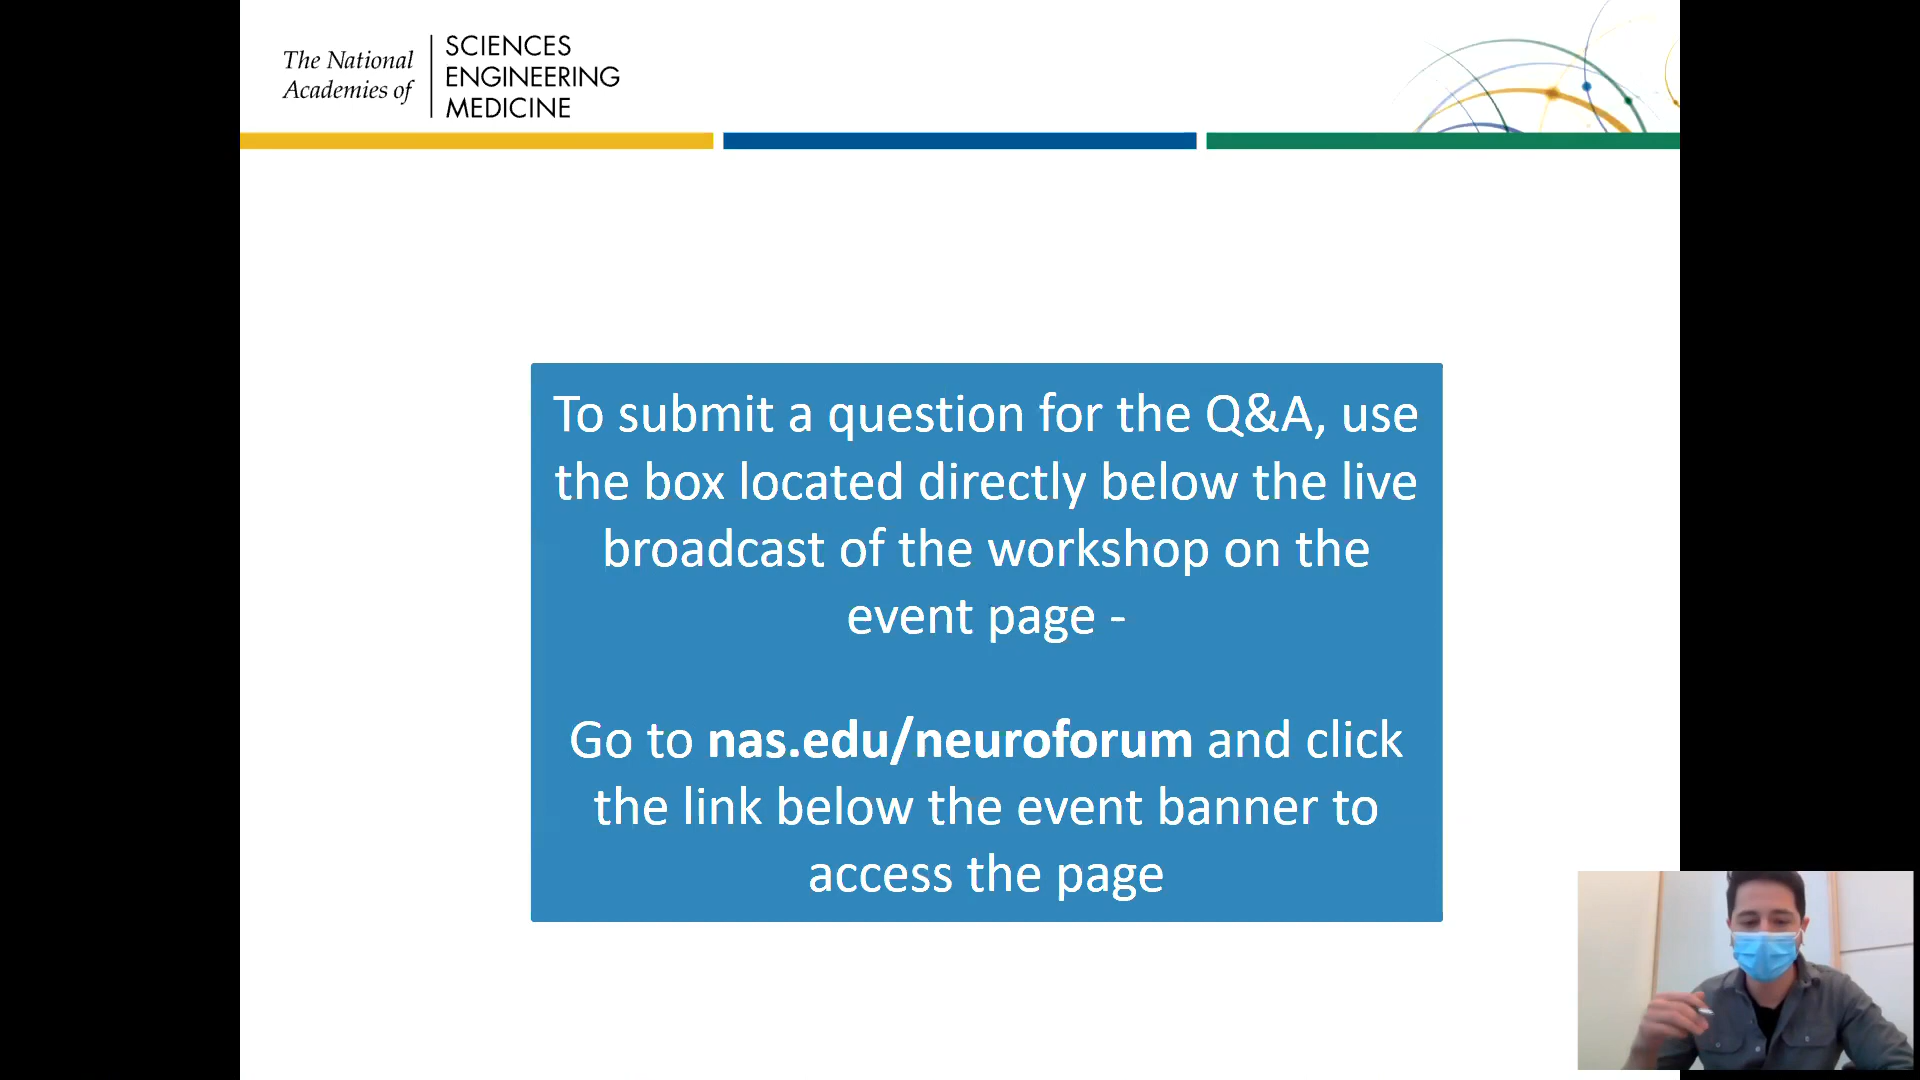 The National
Academies of
SCIENCES
ENGINEERING
MEDICINE
To submit a question for the Q&A, use
the box located directly below the live
broadcast of the workshop on the
event page -
Go to nas.edu/neuroforum and click
the link below the event banner to
access the page